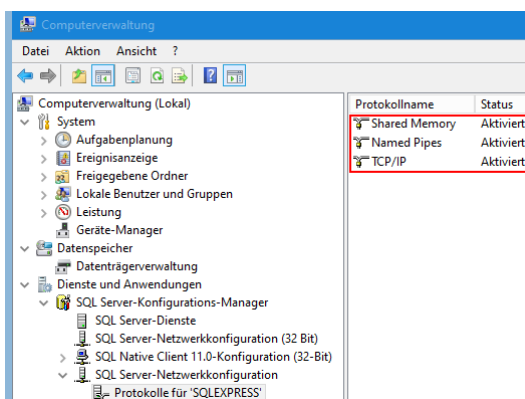 Computerverwaltung
Datei Aktion Ansicht ?
Computerverwaltung (Lokal)
System
Aufgabenplanung
Ereignisanzeige
Freigegebene Ordner
Lokale Benutzer und Gruppen
Leistung
Geräte-Manager
Datenspeicher
Datenträgerverwaltung
Dienste und Anwendungen
SQL Server-Konfigurations-Manager
SQL Server-Dienste
SQL Server-Netzwerkkonfiguration (32 Bit)
SQL Native Client 11.0-Konfiguration (32-Bit)
SQL Server-Netzwerkkonfiguration
Protokolle für 'SQLEXPRESS'
Protokollname Status
Shared Memory Aktiviert
Named Pipes Aktiviert
TCP/IP Aktiviert